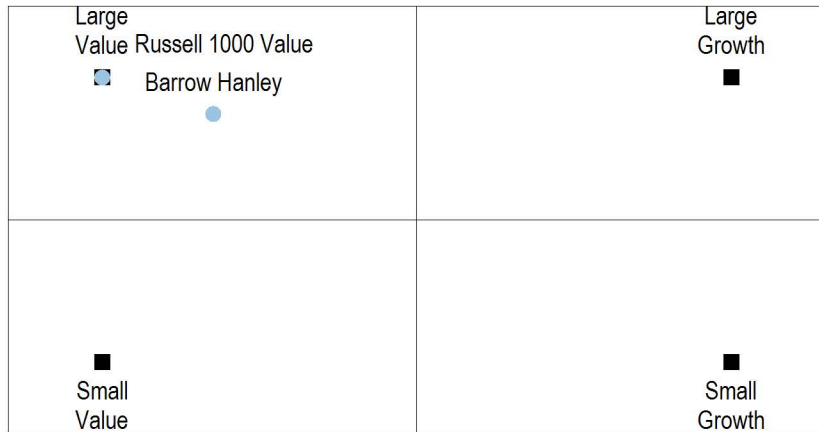 Large
Value Russell 1000 Value
Barrow Hanley
Large
Growth
Small
Value
Small
Growth